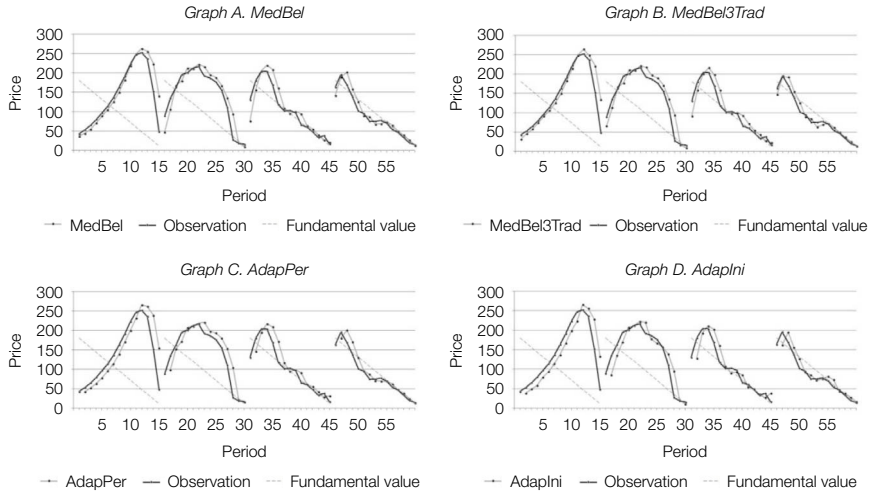 Graph A. MedBel
300
250
200
150
100
50
0
Price
5 10 15 20 25 30 35 40 45 50 55
Period
MedBel Observation Fundamental value
Graph B. MedBel3Trad
300
250
200
150
100
50
0
Price
5 10 15 20 25 30 35 40 45 50 55
Period
MedBel3Trad Observation Fundamental value
Graph C. AdapPer
300
250
200
150
100
50
0
Price
5 10 15 20 25 30 35 40 45 50 55
Period
AdapPer Observation Fundamental value
Graph D. AdapIni
300
250
200
150
100
50
0
Price
5 10 15 20 25 30 35 40 45 50 55
Period
AdapIni Observation Fundamental value